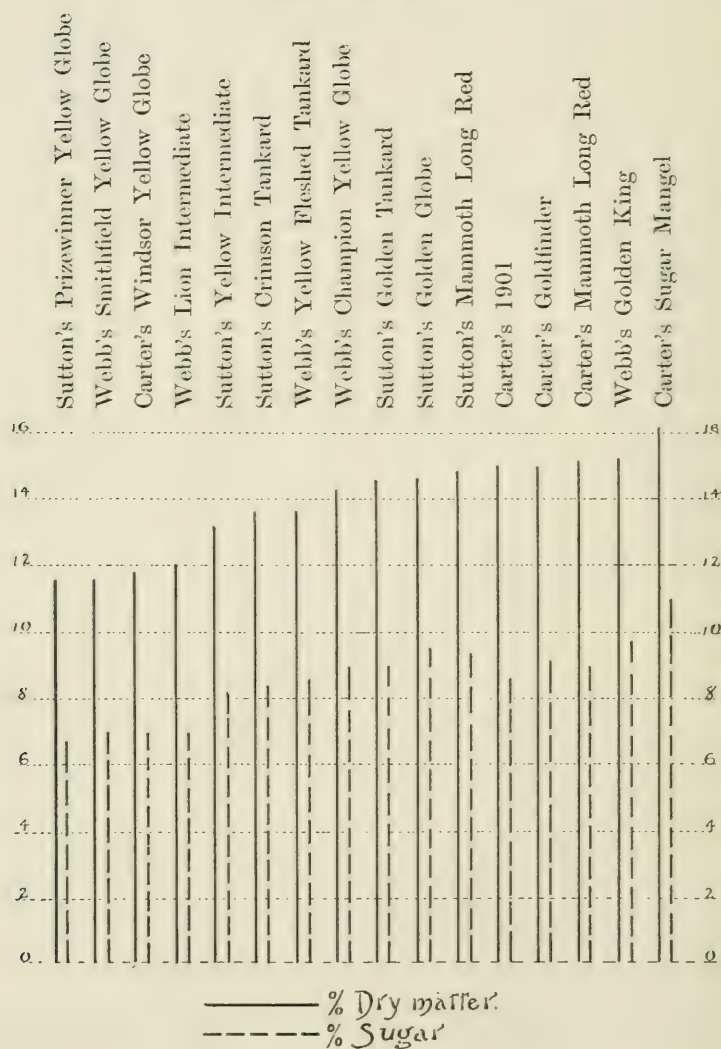 Sutton's Prizewinner Yellow Globe
Webb's Smithfield Yellow Globe
Carter's Windsor Yellow Globe
Webb's Lion Intermediate
Sutton's Yellow Intermediate
Sutton's Crimson Tankard
Webb's Yellow Fleshed Tankard
Webb's Champion Yellow Globe
Sutton's Golden Tankard
Sutton's Golden Globe
Sutton's Mammoth Long Red
Carter's 1901
Carter's Goldfinder
Carter's Mammoth Long Red
Webb's Golden King
Carter's Sugar Mangel
16 16
14 14
12 12
10 10
8 8
6 6
4 4
2 2
0 0
% Dry matter.
% Sugar